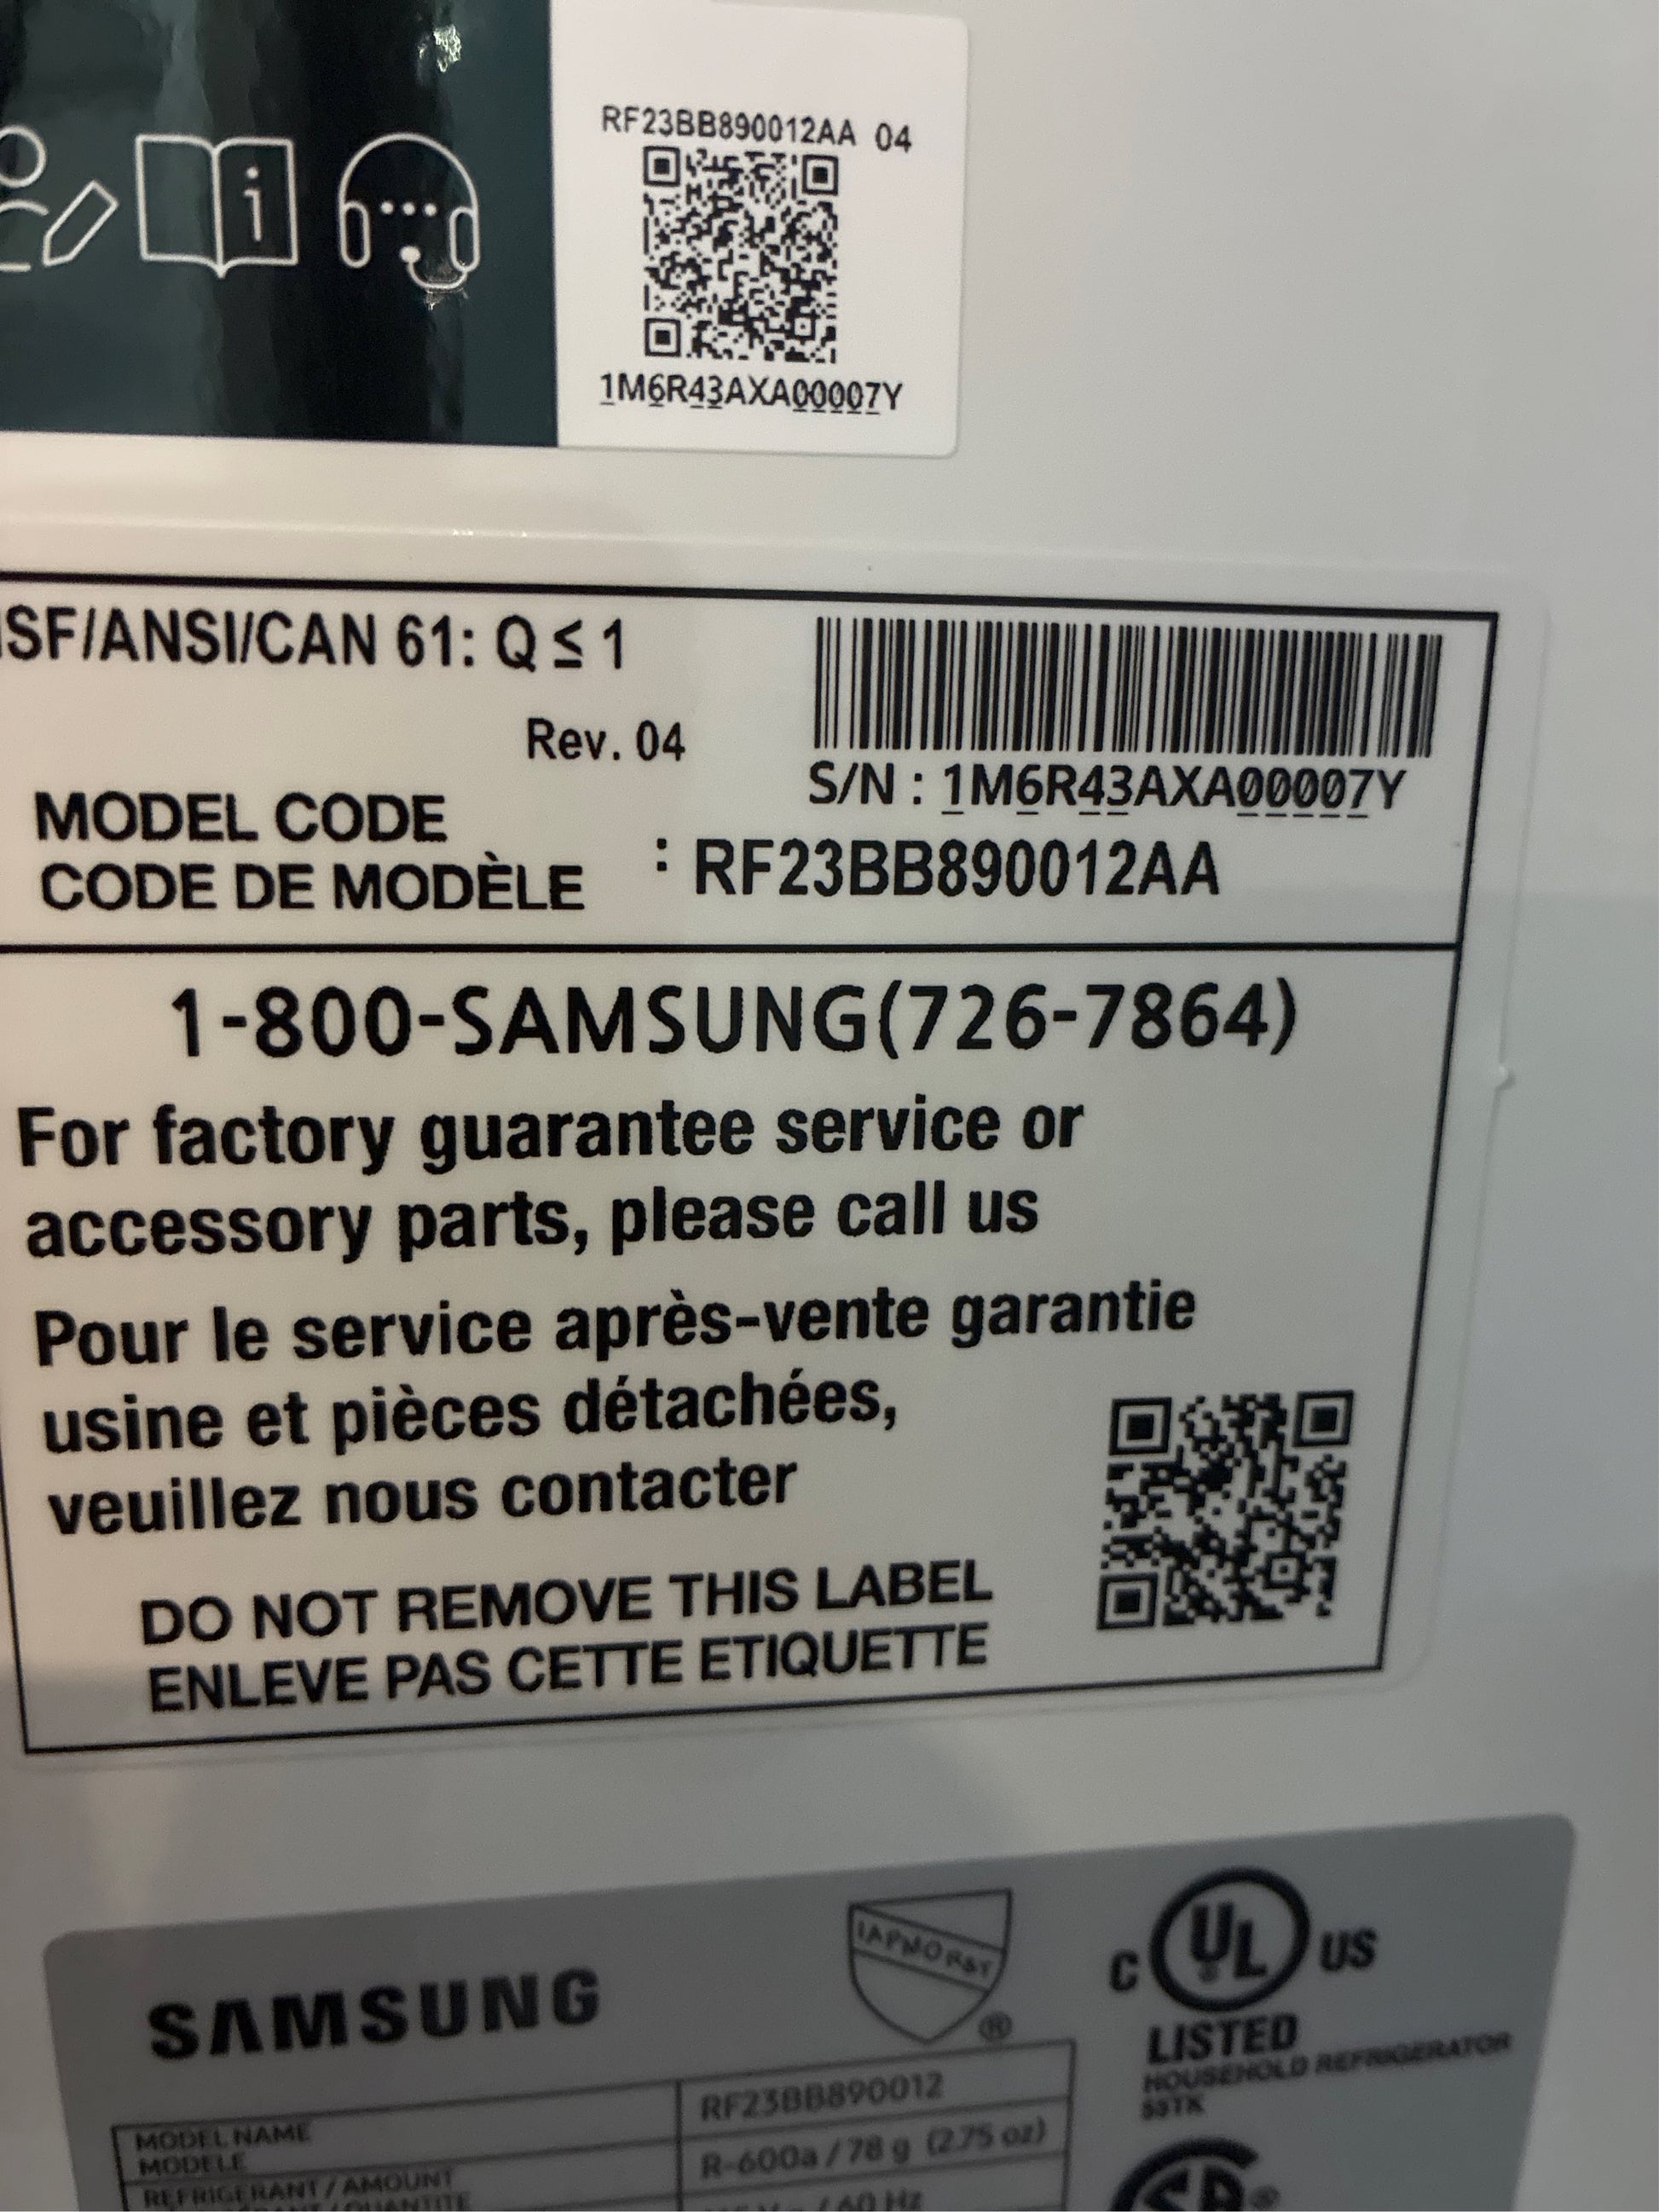 RF23BB890012AA 04
1M6R43AXA00007Y
SF/ANSI/CAN 61: Q ≤ 1
Rev. 04
S/N : 1M6R43AXA00007Y
MODEL CODE
CODE DE MODÈLE : RF23BB890012AA
1-800-SAMSUNG(726-7864)
For factory guarantee service or
accessory parts, please call us
Pour le service après-vente garantie
usine et pièces détachées,
veuillez nous contacter
DO NOT REMOVE THIS LABEL
ENLEVE PAS CETTE ETIQUETTE
SAMSUNG
IAPMO R&T
®
C UL US
LISTED
HOUSEHOLD REFRIGERATOR
MODEL NAME
MODELE
RF23BB890012
REFRIGERANT / AMOUNT
R-600a / 78 g (2.75 oz)
/ 60 Hz